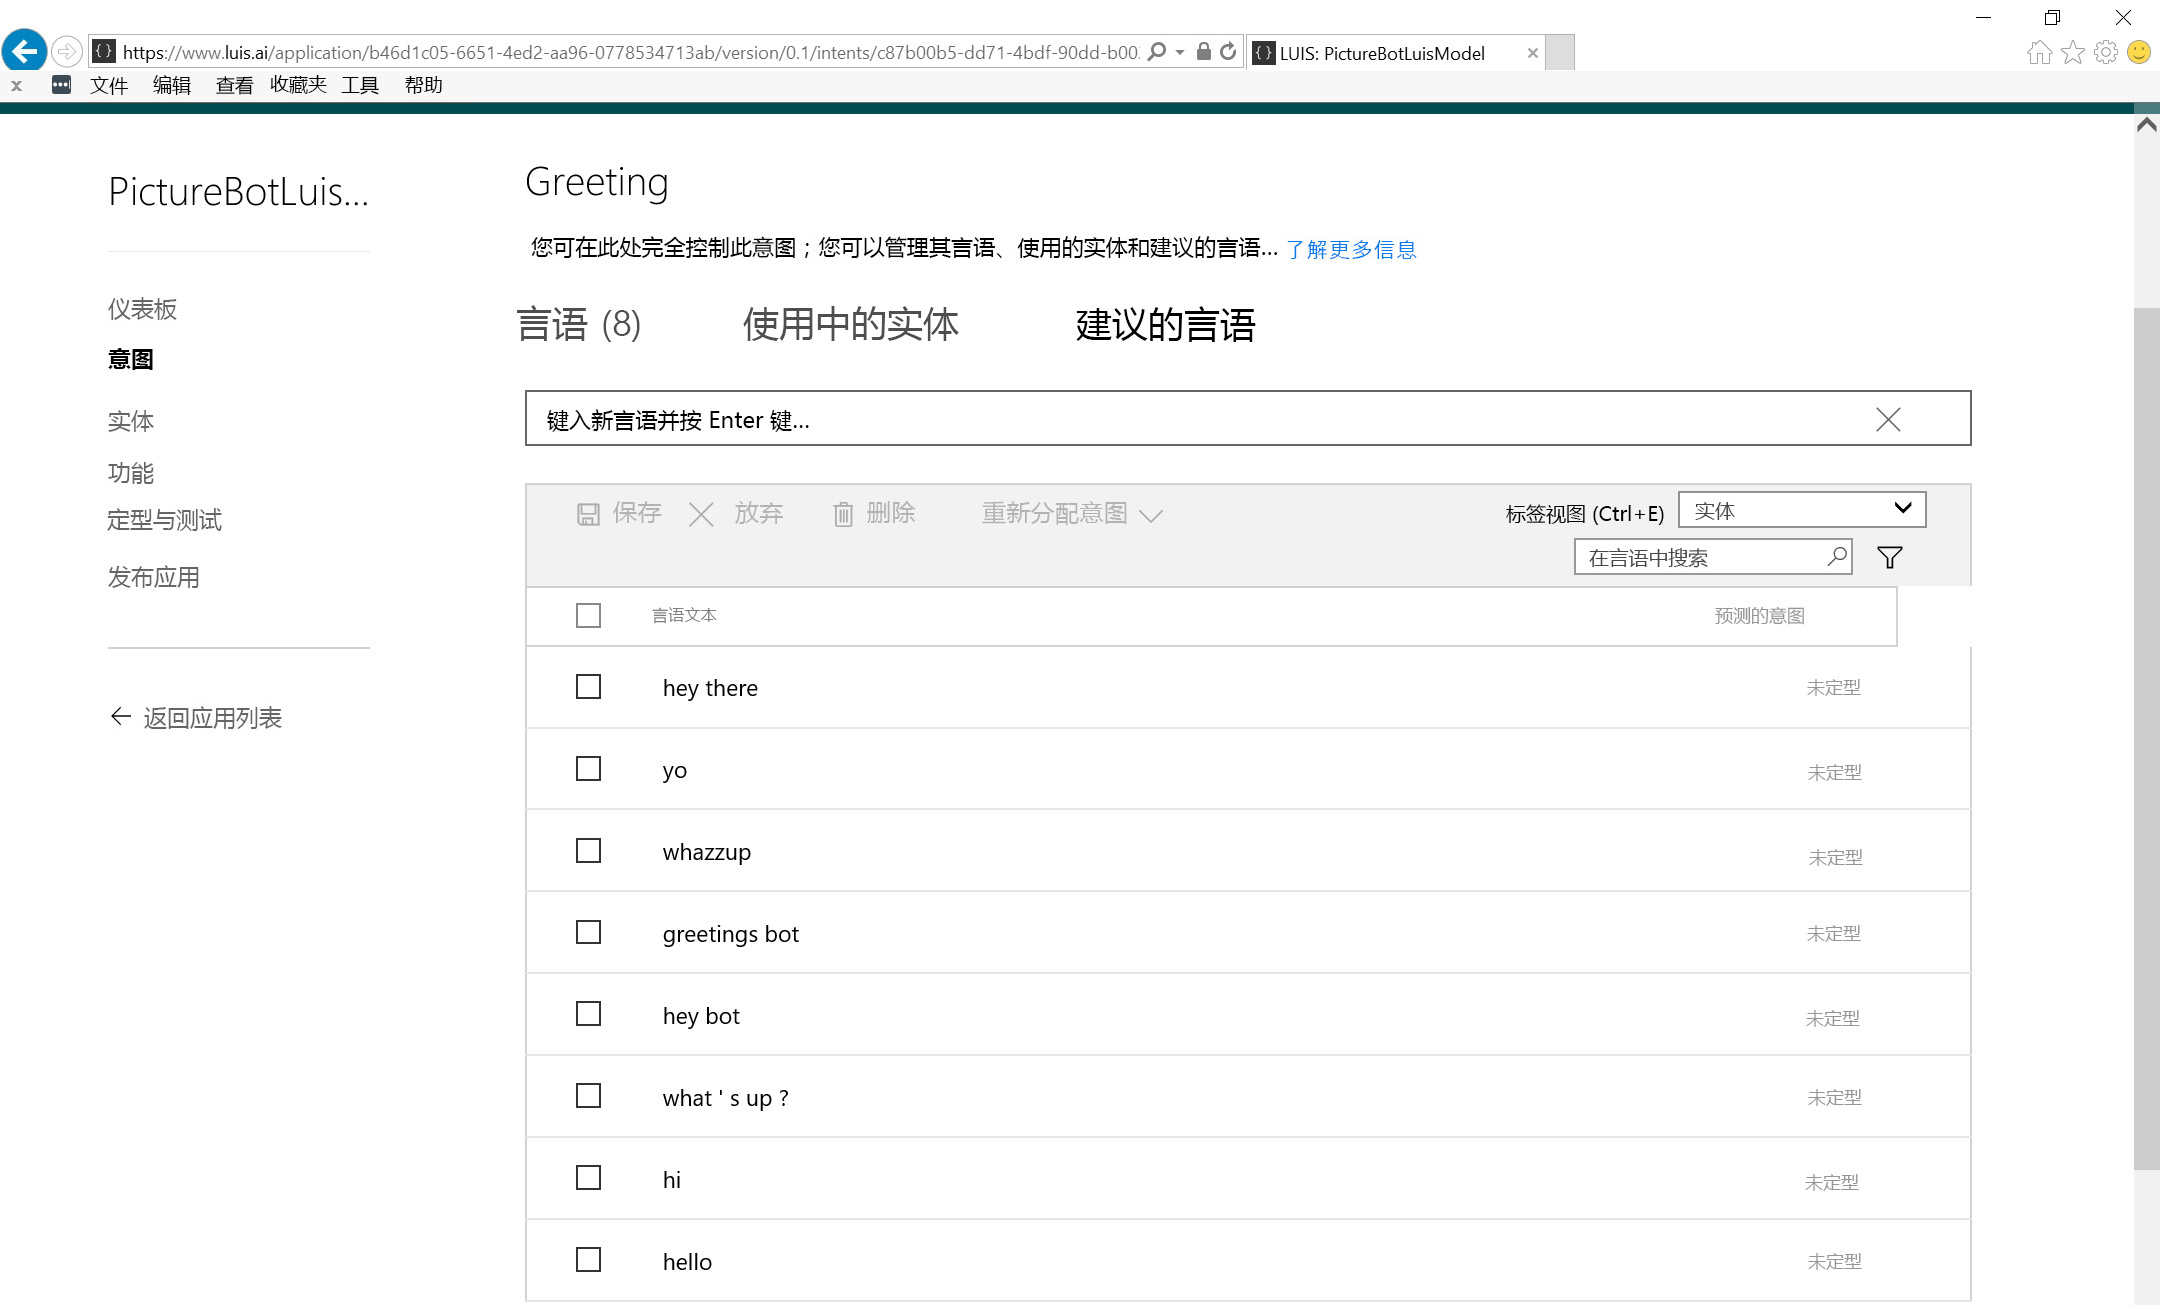 https://www.luis.ai/application/b46d1c05-6651-4ed2-aa96-0778534713ab/version/0.1/intents/c87b00b5-dd71-4bdf-90dd-b00
LUIS: PictureBotLuisModel
文件 编辑 查看 收藏夹 工具 帮助
PictureBotLuis...
仪表板
意图
实体
功能
定型与测试
发布应用
返回应用列表
Greeting
您可在此处完全控制此意图；您可以管理其言语、使用的实体和建议的言语... 了解更多信息
言语 (8) 使用中的实体 建议的言语
键入新言语并按 Enter 键...
保存 放弃 删除 重新分配意图 标签视图 (Ctrl+E) 实体
在言语中搜索
言语文本 预测的意图
hey there 未定型
yo 未定型
whazzup 未定型
greetings bot 未定型
hey bot 未定型
what ' s up ? 未定型
hi 未定型
hello 未定型